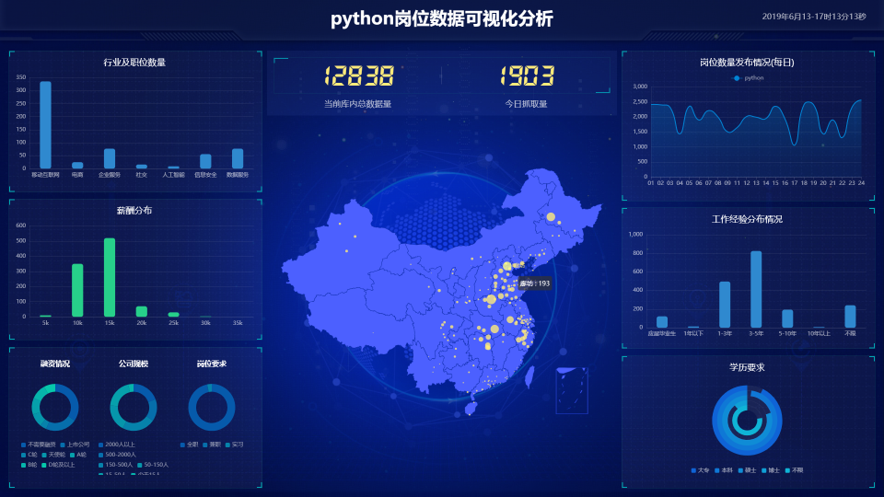 python岗位数据可视化分析
2019年6月13-17时13分13秒
行业及职位数量
350
300
250
200
150
100
50
0
移动互联网 电商 企业服务 社交 人工智能 信息安全 数据服务
12838
1903
当前库内总数据量
今日抓取量
岗位数量发布情况(每日)
python
3,000
2,500
2,000
1,500
1,000
500
0
01 02 03 04 05 06 07 08 09 11 12 13 14 15 16 17 18 19 20 21 22 23 24
薪酬分布
600
500
400
300
200
100
0
5k 10k 15k 20k 25k 30k 35k
廊坊 : 193
工作经验分布情况
1,000
800
600
400
200
0
应届毕业生 1年以下 1-3年 3-5年 5-10年 10年以上 不限
融资情况
公司规模
岗位要求
不需要融资 上市公司
C轮 天使轮 A轮
B轮 D轮及以上
2000人以上
500-2000人
150-500人 50-150人
全职 兼职 实习
学历要求
大专 本科 硕士 博士 不限